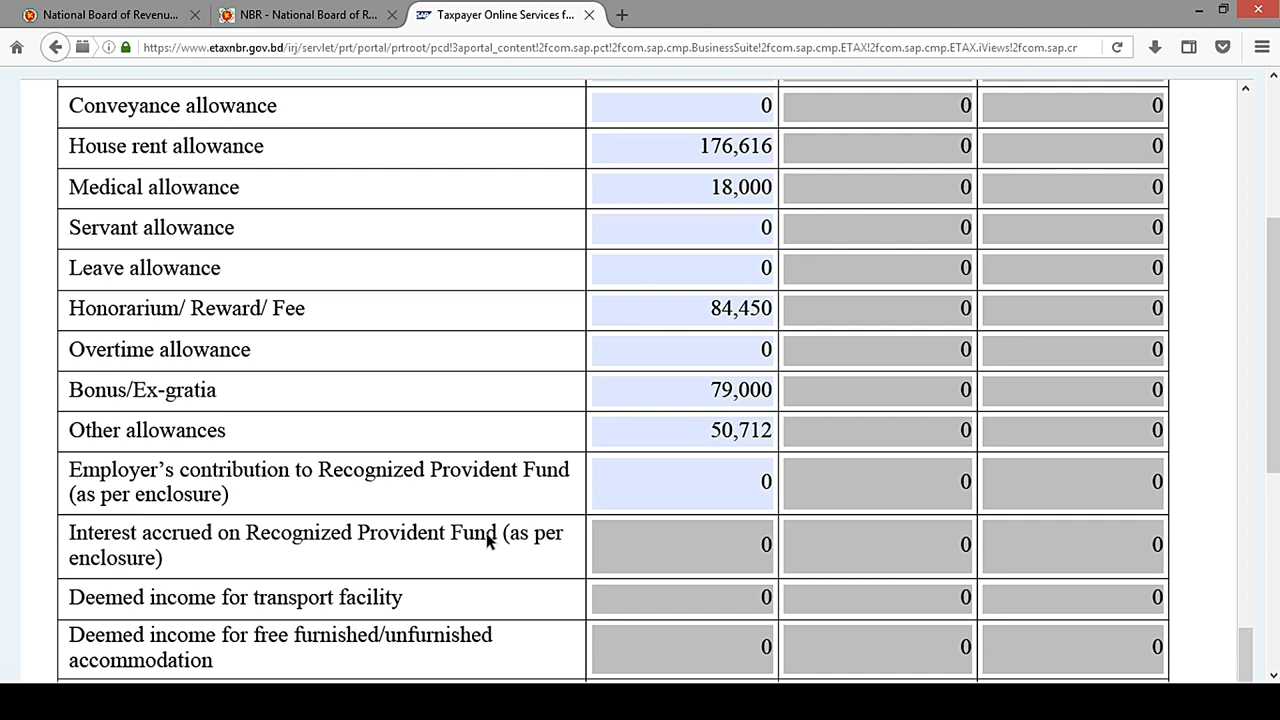 National Board of Revenu...
NBR - National Board of R...
Taxpayer Online Services f...
https://www.etaxnbr.gov.bd/irj/servlet/prt/portal/prtroot/pcd!3aportal_content!2fcom.sap.pct!2fcom.sap.cmp.BusinessSuite!2fcom.sap.cmp.ETAX!2fcom.sap.cmp.ETAX.iViews!2fcom.sap.cn
Conveyance allowance 0 0 0
House rent allowance 176,616 0 0
Medical allowance 18,000 0 0
Servant allowance 0 0 0
Leave allowance 0 0 0
Honorarium/ Reward/ Fee 84,450 0 0
Overtime allowance 0 0 0
Bonus/Ex-gratia 79,000 0 0
Other allowances 50,712 0 0
Employer’s contribution to Recognized Provident Fund
(as per enclosure) 0 0 0
Interest accrued on Recognized Provident Fund (as per
enclosure) 0 0 0
Deemed income for transport facility 0 0 0
Deemed income for free furnished/unfurnished
accommodation 0 0 0